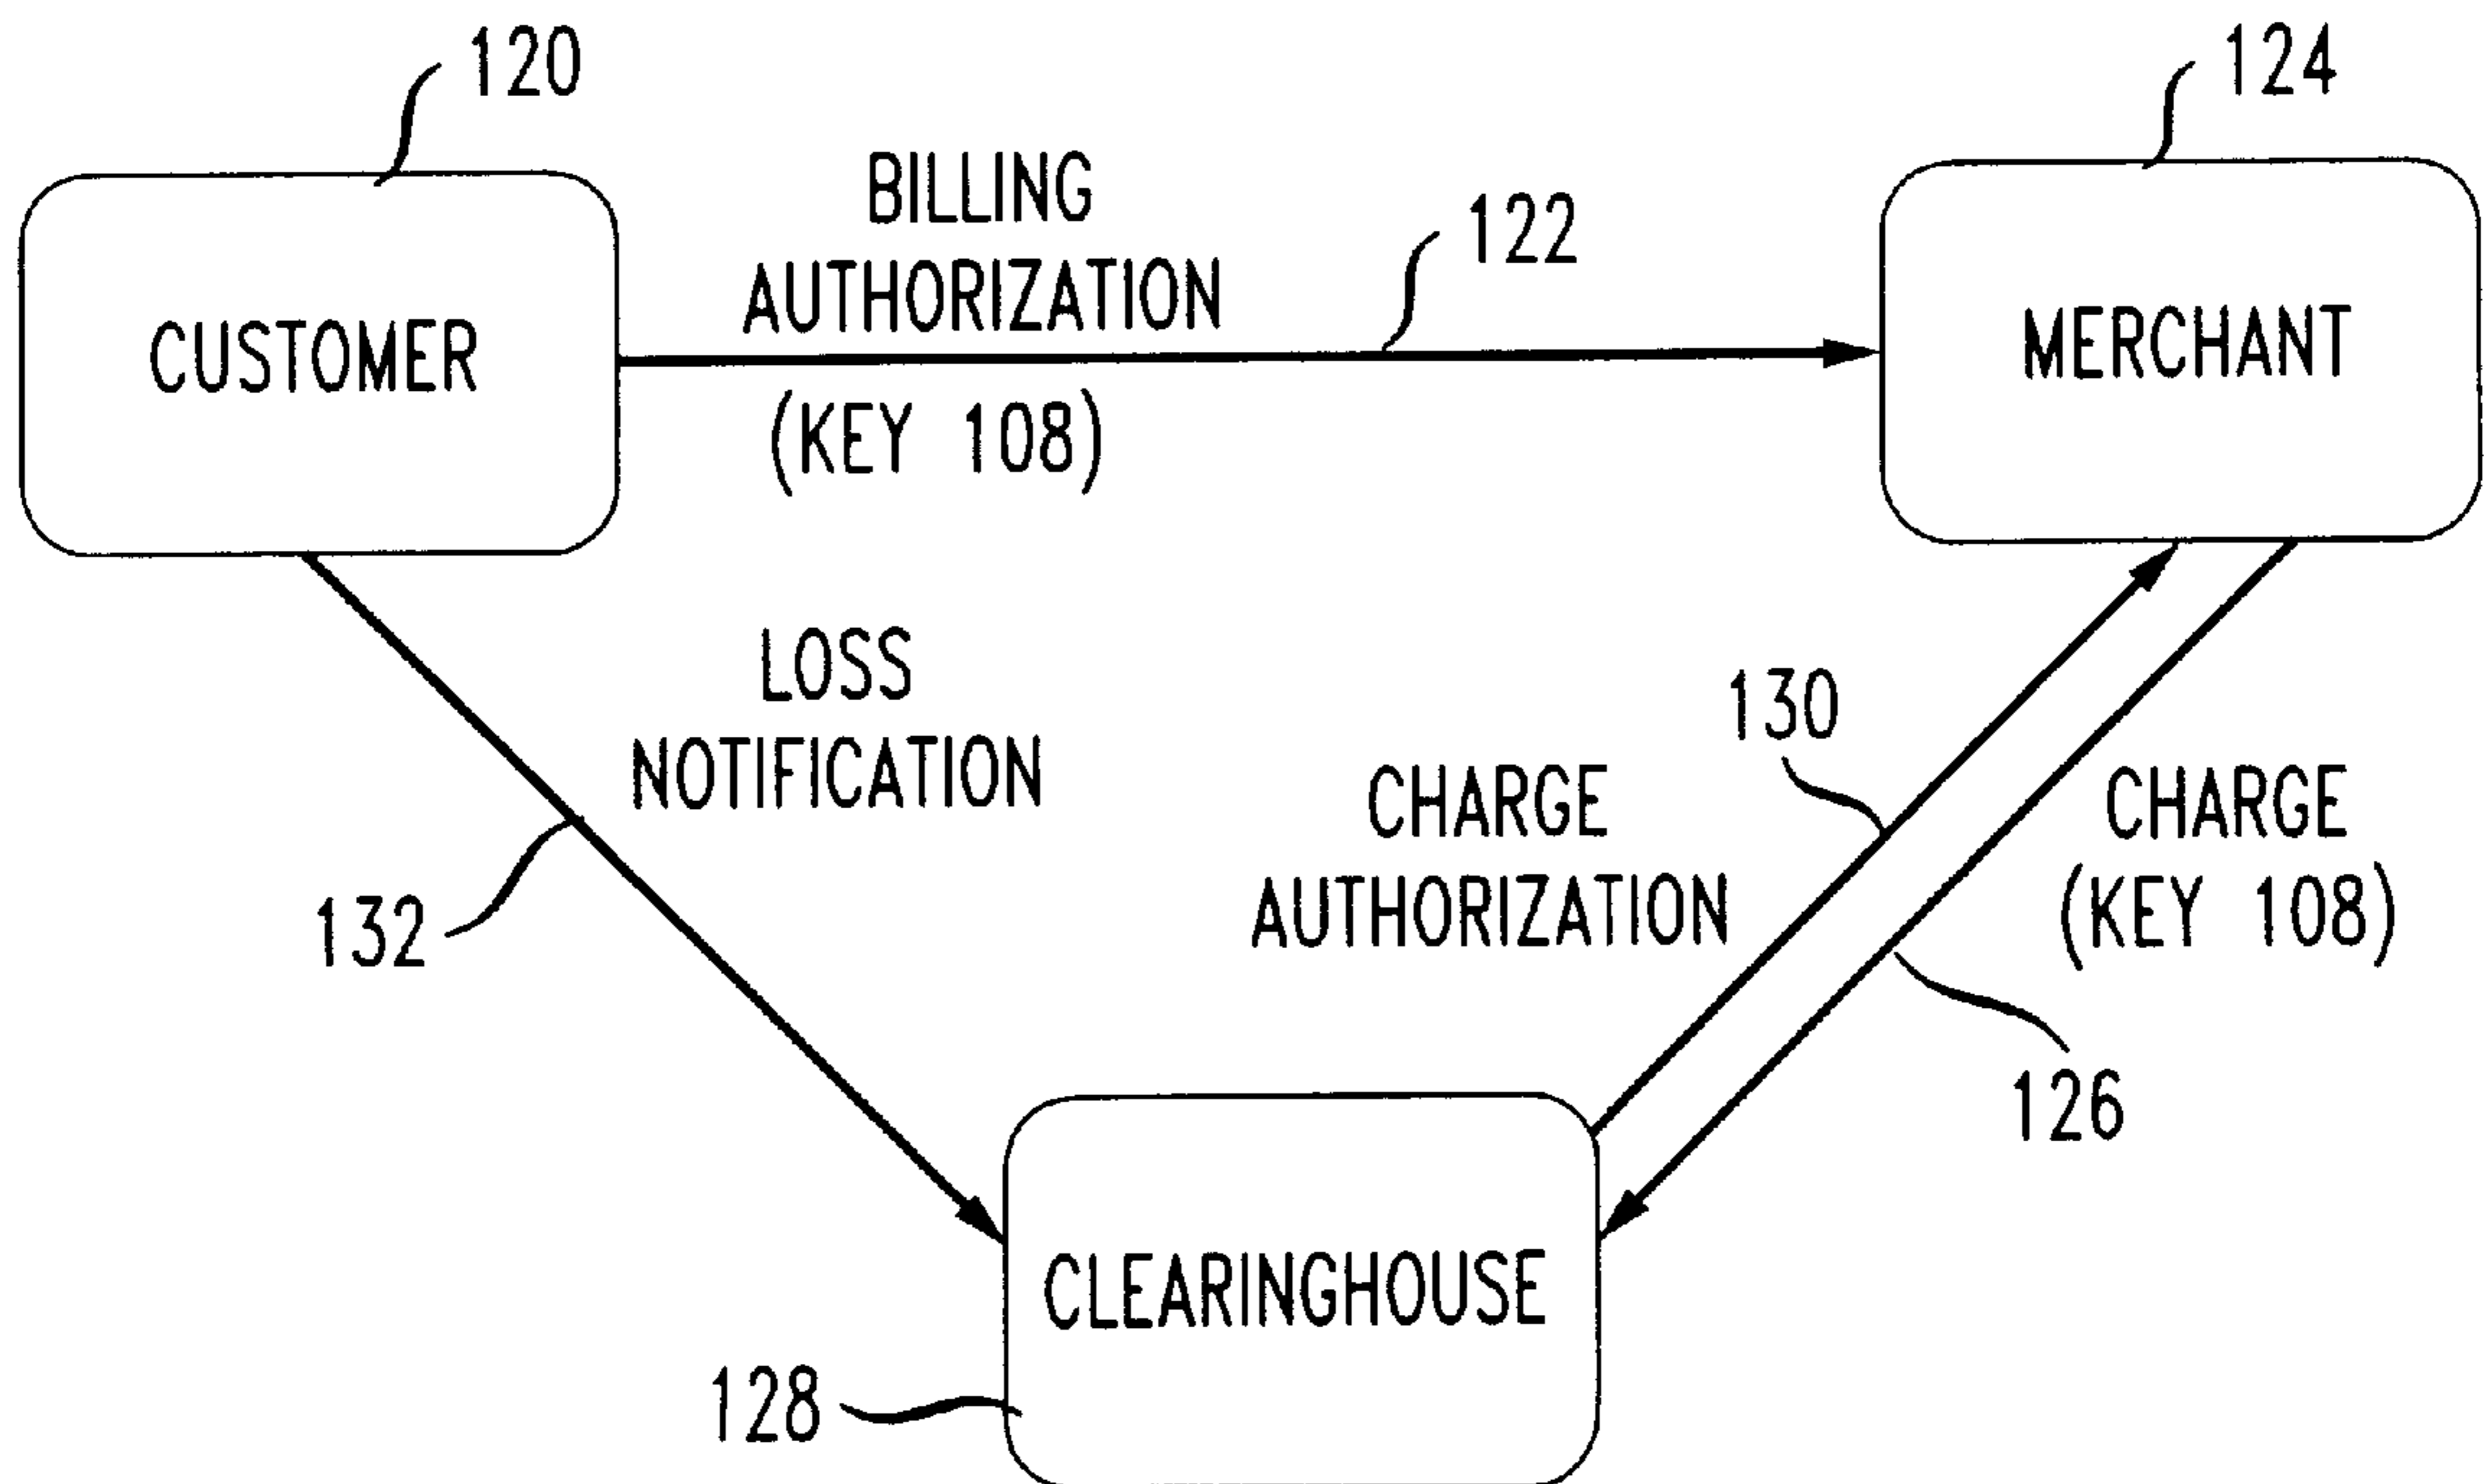 120
124
BILLING
AUTHORIZATION
122
CUSTOMER
MERCHANT
(KEY 108)
LOSS
NOTIFICATION
130
CHARGE
AUTHORIZATION
CHARGE
(KEY 108)
132
126
CLEARINGHOUSE
128